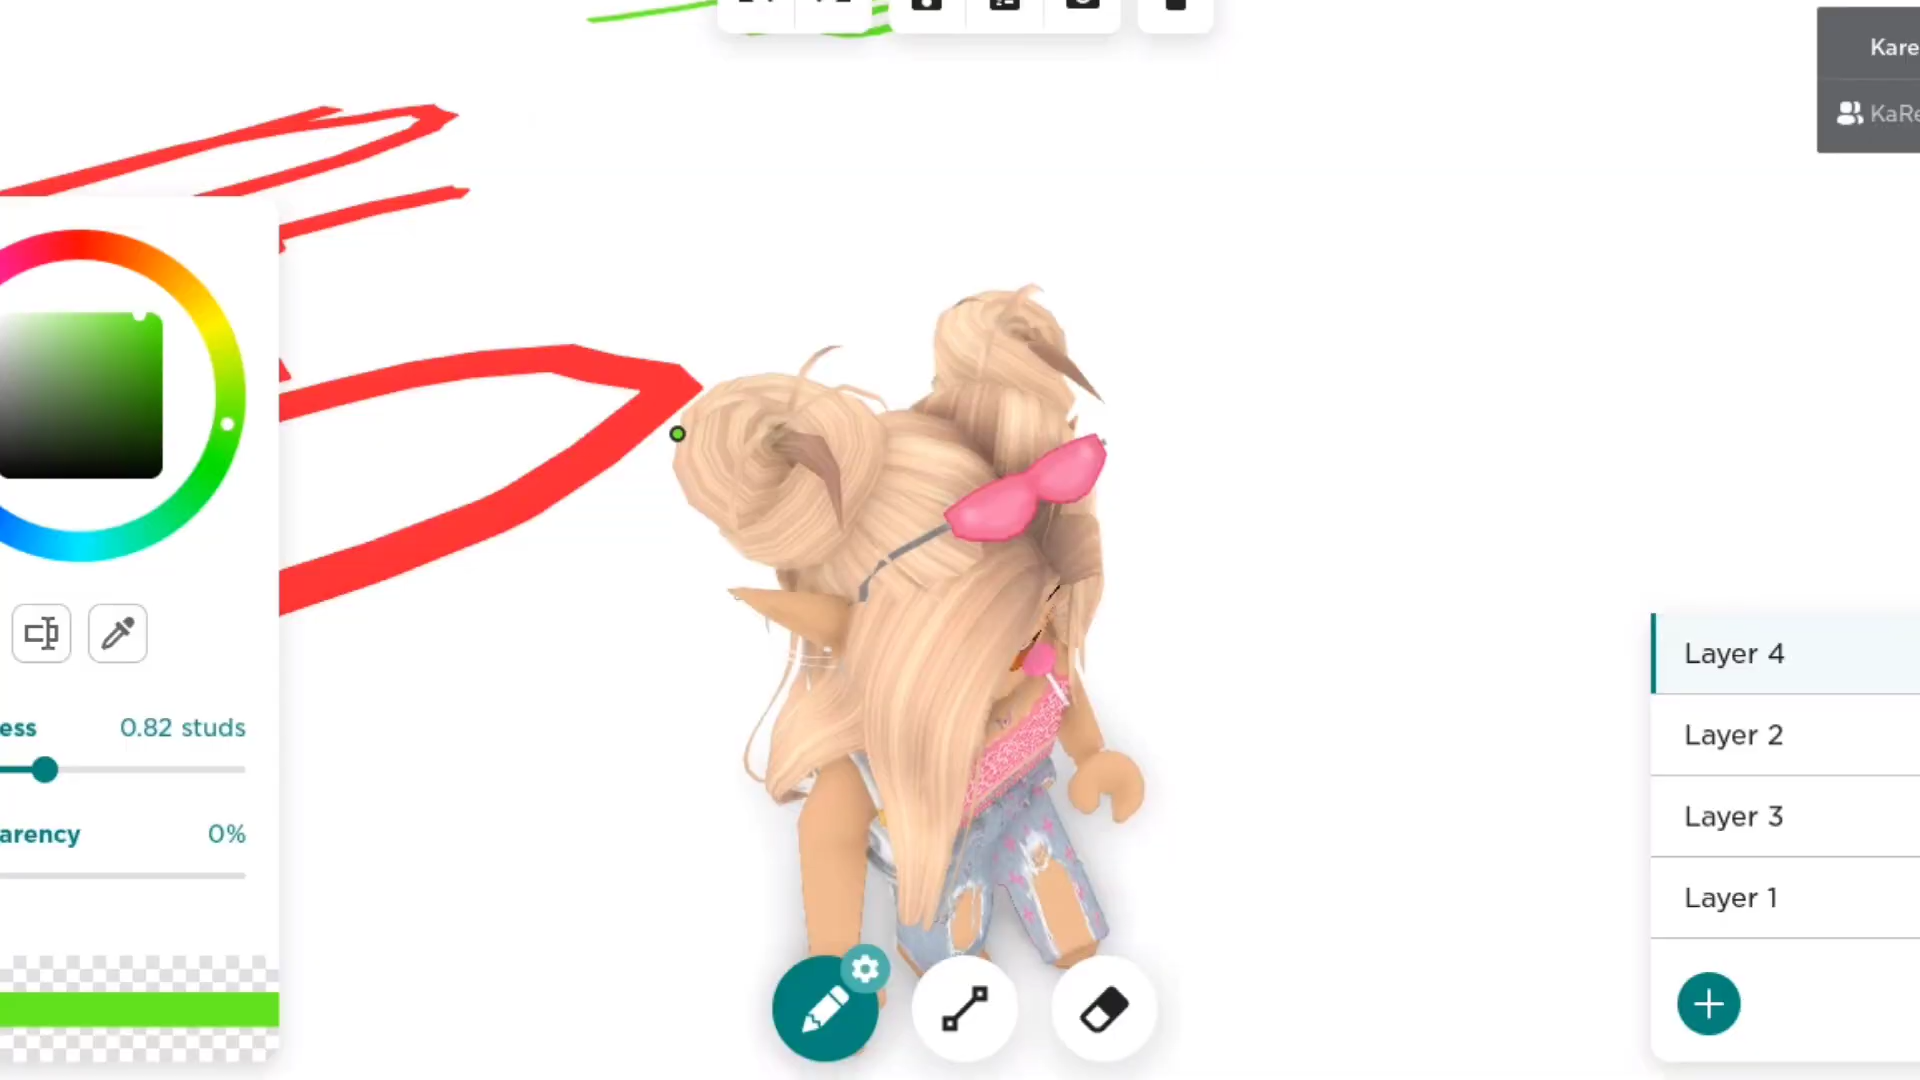 Kare
KaRe
ess 0.82 studs
arency 0%
Layer 4
Layer 2
Layer 3
Layer 1